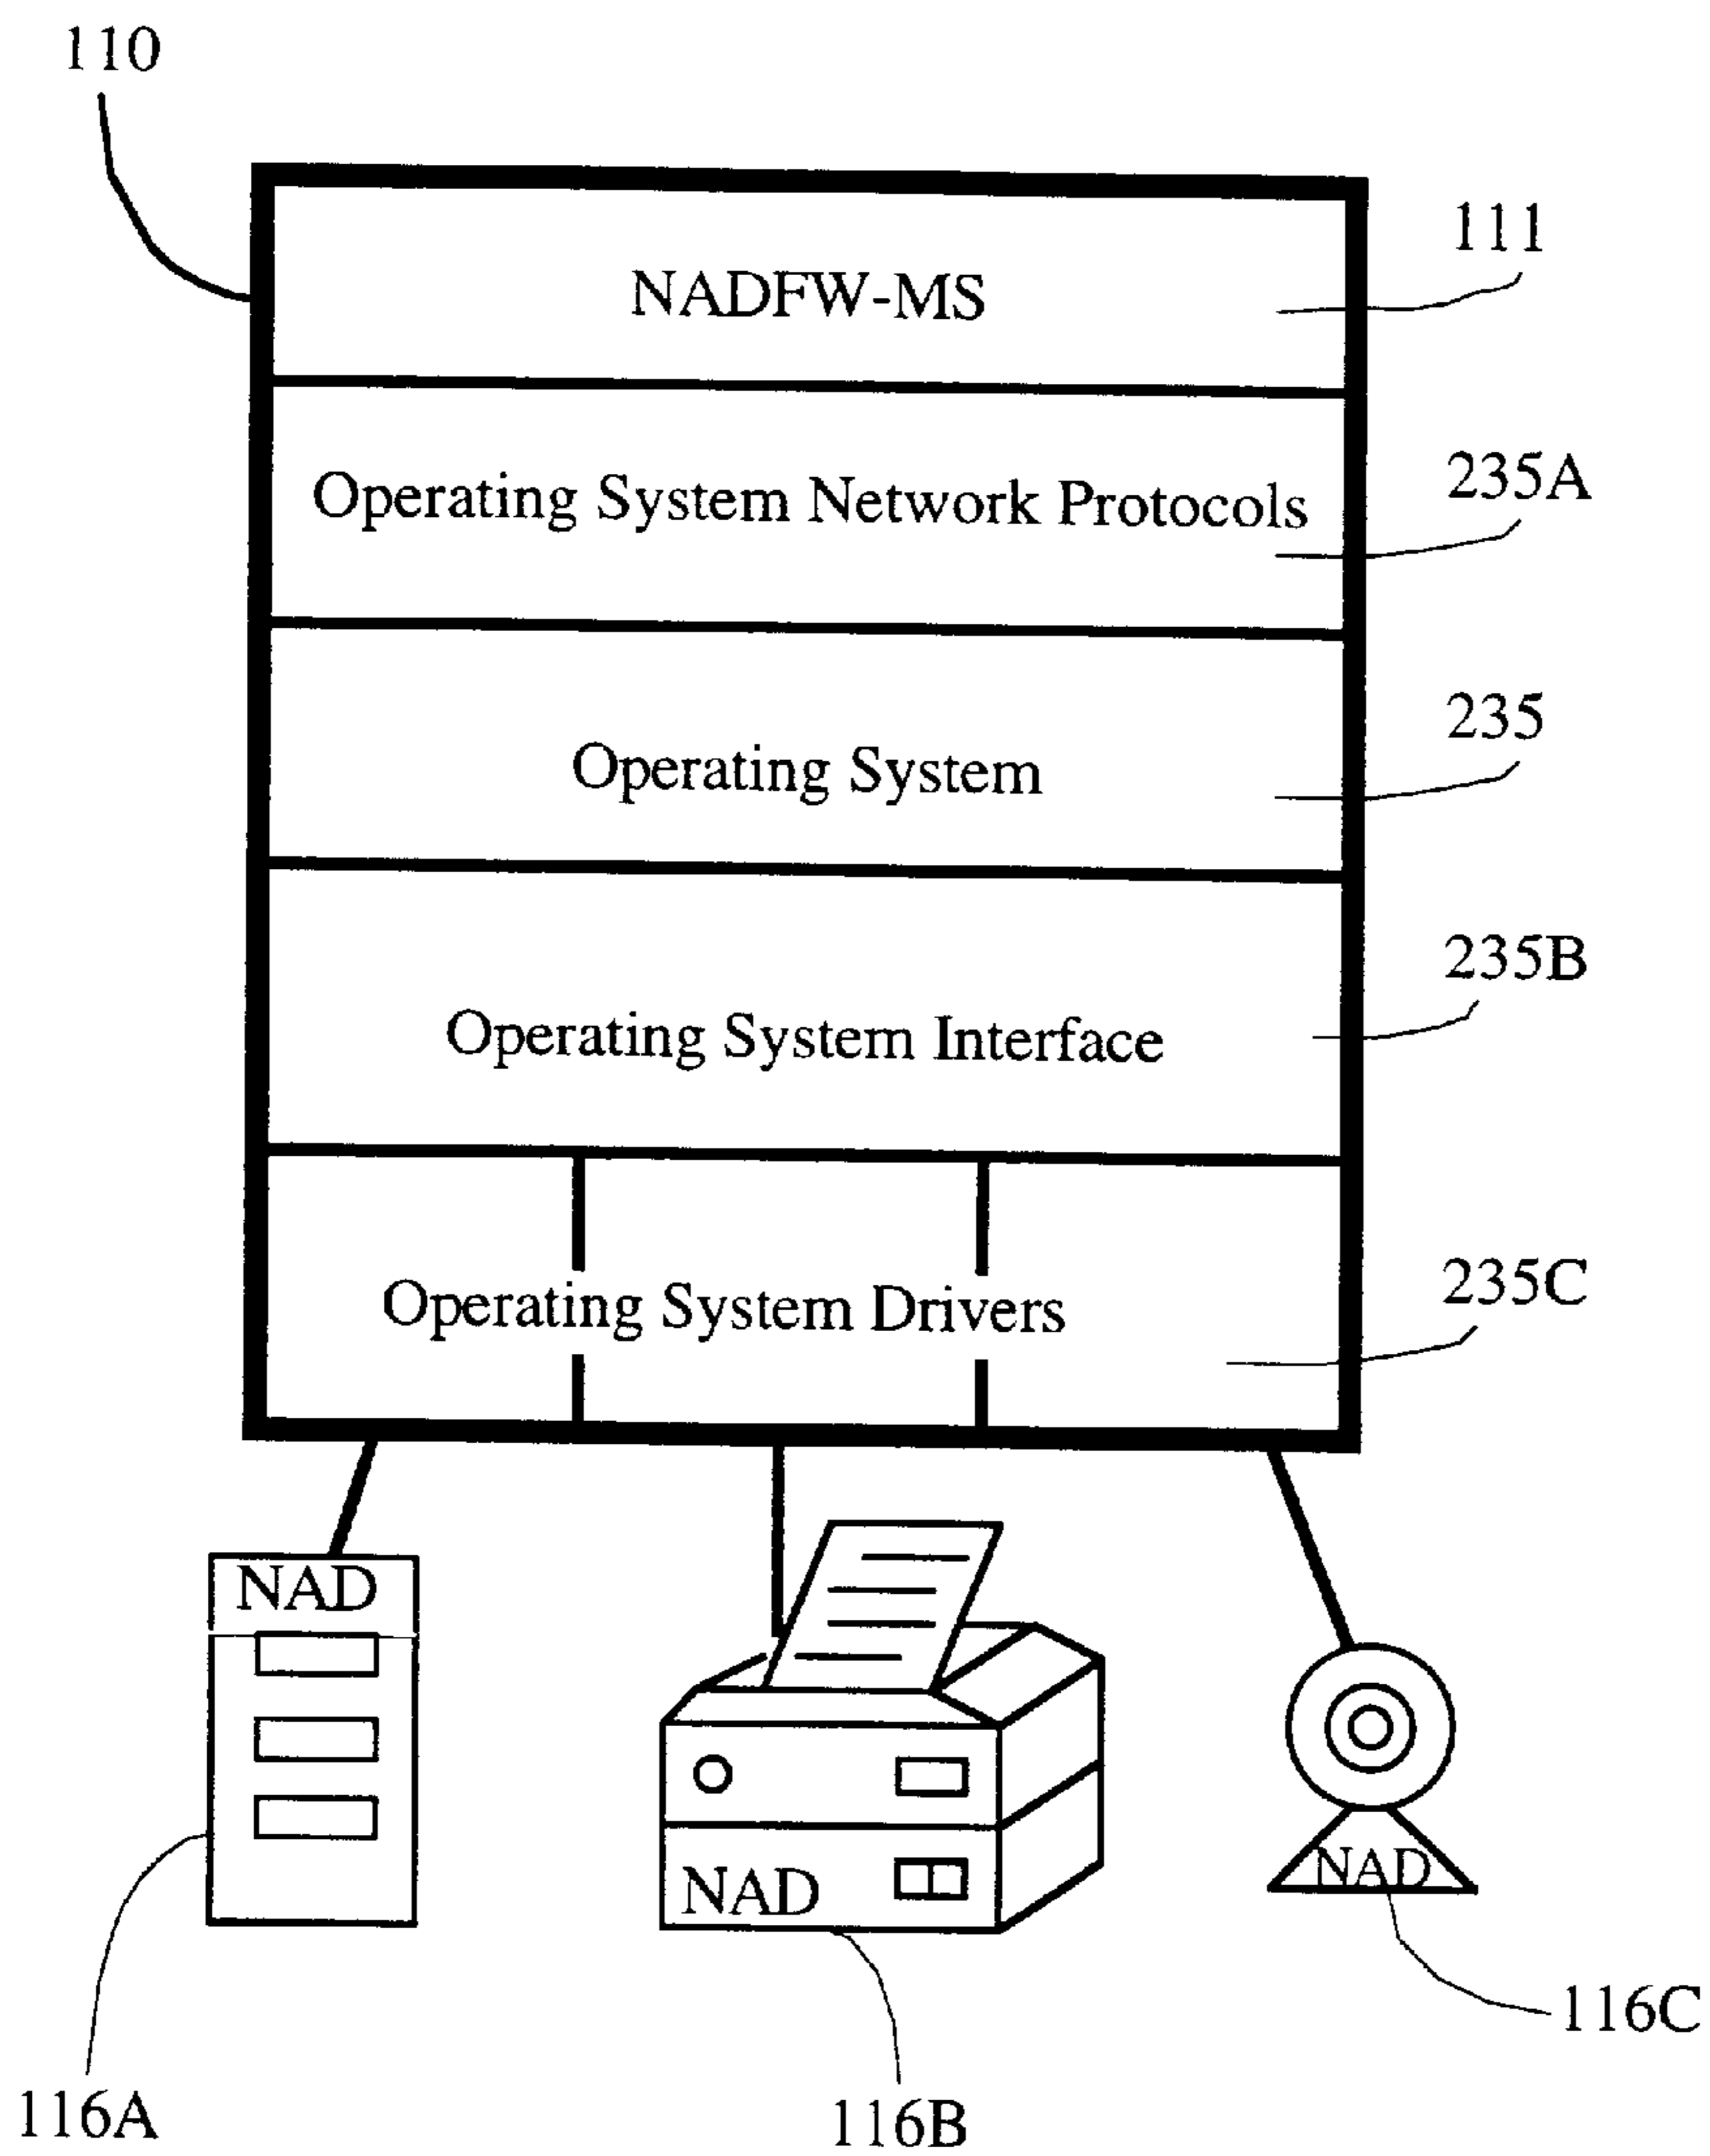 110
111
NADFW-MS
235A
Operating System Network Protocols
235
Operating System
235B
Operating System Interface
235C
Operating System Drivers
NAD
NAD
NAD
116C
116A
116B